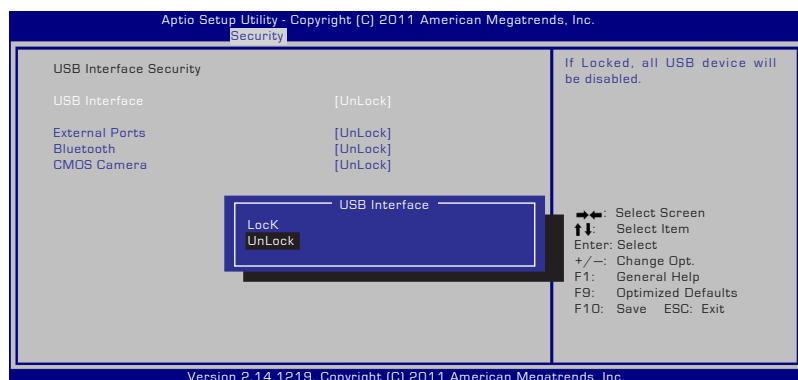 Aptio Setup Utility - Copyright (C) 2011 American Megatrends, Inc.
Security
USB Interface Security
USB Interface [UnLock]
External Ports [UnLock]
Bluetooth [UnLock]
CMOS Camera [UnLock]
If Locked, all USB device will
be disabled.
USB Interface
LocK
UnLock
→←: Select Screen
↑↓: Select Item
Enter: Select
+/—: Change Opt.
F1: General Help
F9: Optimized Defaults
F10: Save ESC: Exit
Version 2.14.1219. Copyright (C) 2011 American Megatrends, Inc.